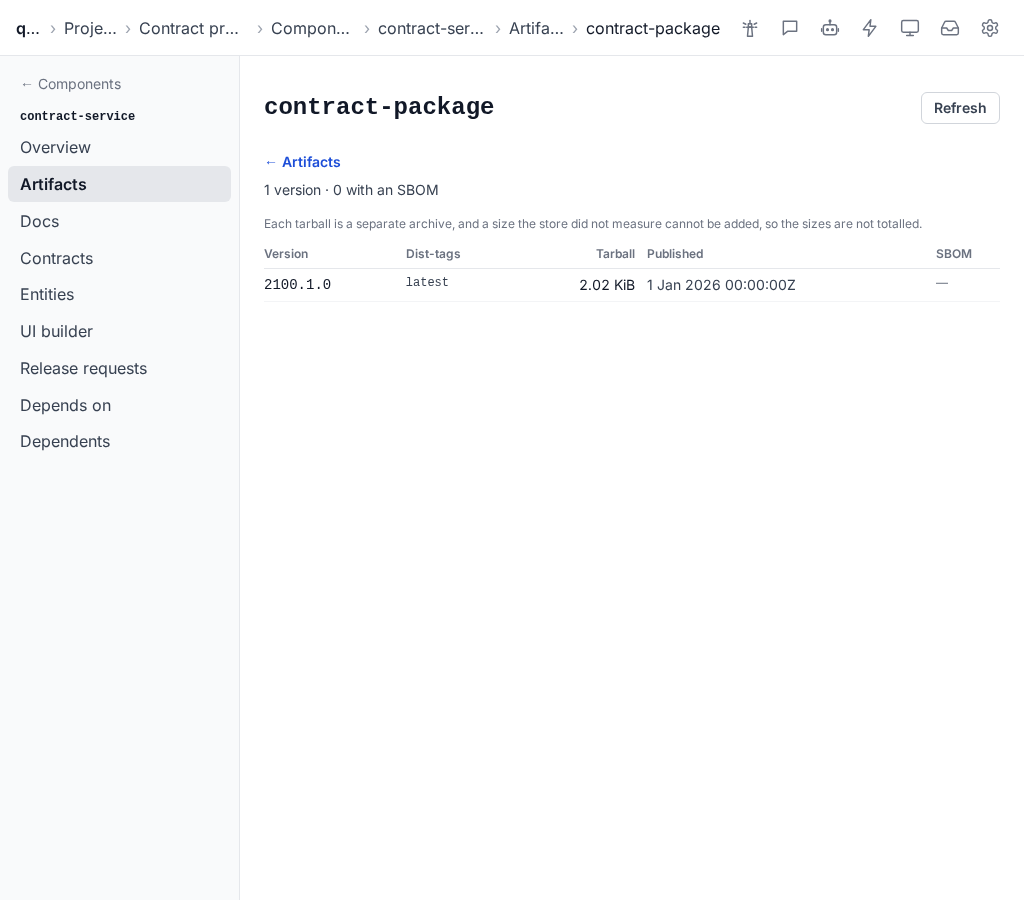 q... › Proje... › Contract pr... › Compon... › contract-ser... › Artifa... › contract-package
← Components
contract-service
Overview
Artifacts
Docs
Contracts
Entities
UI builder
Release requests
Depends on
Dependents
contract-package
Refresh
← Artifacts
1 version · 0 with an SBOM
Each tarball is a separate archive, and a size the store did not measure cannot be added, so the sizes are not totalled.
Version Dist-tags Tarball Published SBOM
2100.1.0 latest 2.02 KiB 1 Jan 2026 00:00:00Z —